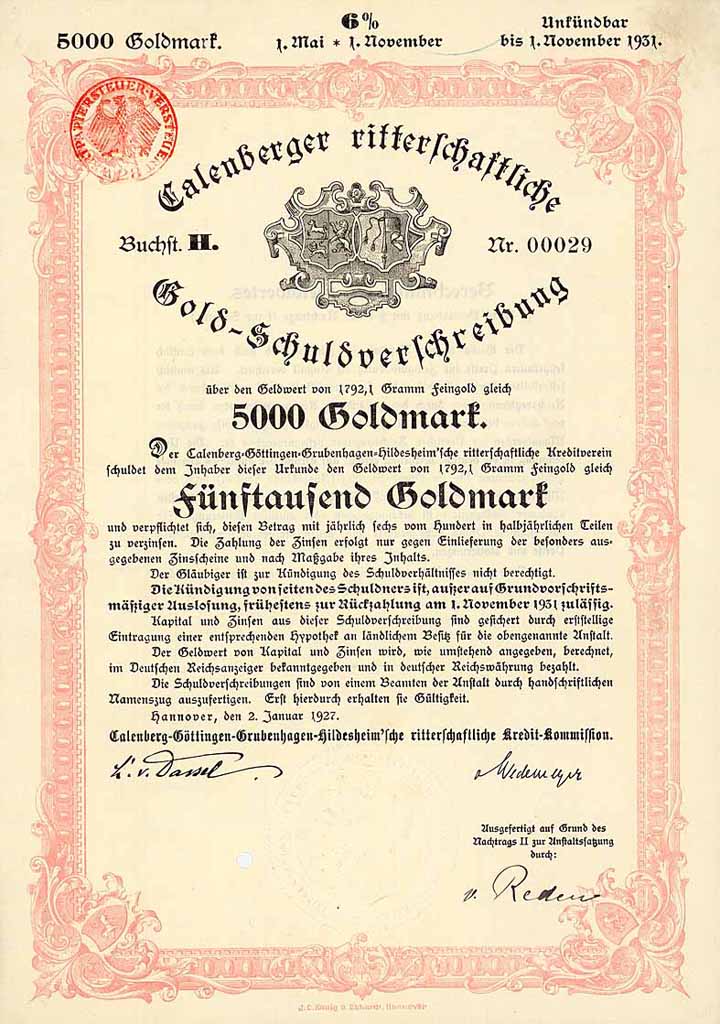 5000 Goldmark.
6%
1. Mai * 1. November
Unkündbar
bis 1. November 1931.
Calenberger ritterschaftliche
Buchst. H.
Nr. 00029
Gold-Schuldverschreibung
über den Geldwert von 1792,1 Gramm Feingold gleich
5000 Goldmark.
Der Calenberg-Göttingen-Grubenhagen-Hildesheim'sche ritterschaftliche Kreditverein
schuldet dem Inhaber dieser Urkunde den Geldwert von 1792,1 Gramm Feingold gleich
Fünftausend Goldmark
und verpflichtet sich, diesen Betrag mit jährlich sechs vom Hundert in halbjährlichen Teilen
zu verzinsen. Die Zahlung der Zinsen erfolgt nur gegen Einlieferung der besonders aus-
gegebenen Zinsscheine und nach Maßgabe ihres Inhalts.
Der Gläubiger ist zur Kündigung des Schuldverhältnisses nicht berechtigt.
Die Kündigung von seiten des Schuldners ist, außer auf Grund vorschrifts-
mäßiger Auslosung, frühestens zur Rückzahlung am 1. November 1931 zulässig.
Kapital und Zinsen aus dieser Schuldverschreibung sind gesichert durch erststellige
Eintragung einer entsprechenden Hypothek an ländlichem Besitz für die obengenannte Anstalt.
Der Geldwert von Kapital und Zinsen wird, wie umstehend angegeben, berechnet,
im Deutschen Reichsanzeiger bekanntgegeben und in deutscher Reichswährung bezahlt.
Die Schuldverschreibungen sind von einem Beamten der Anstalt durch handschriftlichen
Namenszug auszufertigen. Erst hierdurch erhalten sie Gültigkeit.
Hannover, den 2. Januar 1927.
Calenberg-Göttingen-Grubenhagen-Hildesheim'sche ritterschaftliche Kredit-Kommission.
v. Dassel
v Wedemeyer
Ausgefertigt auf Grund des
Nachtrags II zur Anstaltssatzung
durch:
v. Reden
J. C. König & Ebhardt, Hannover